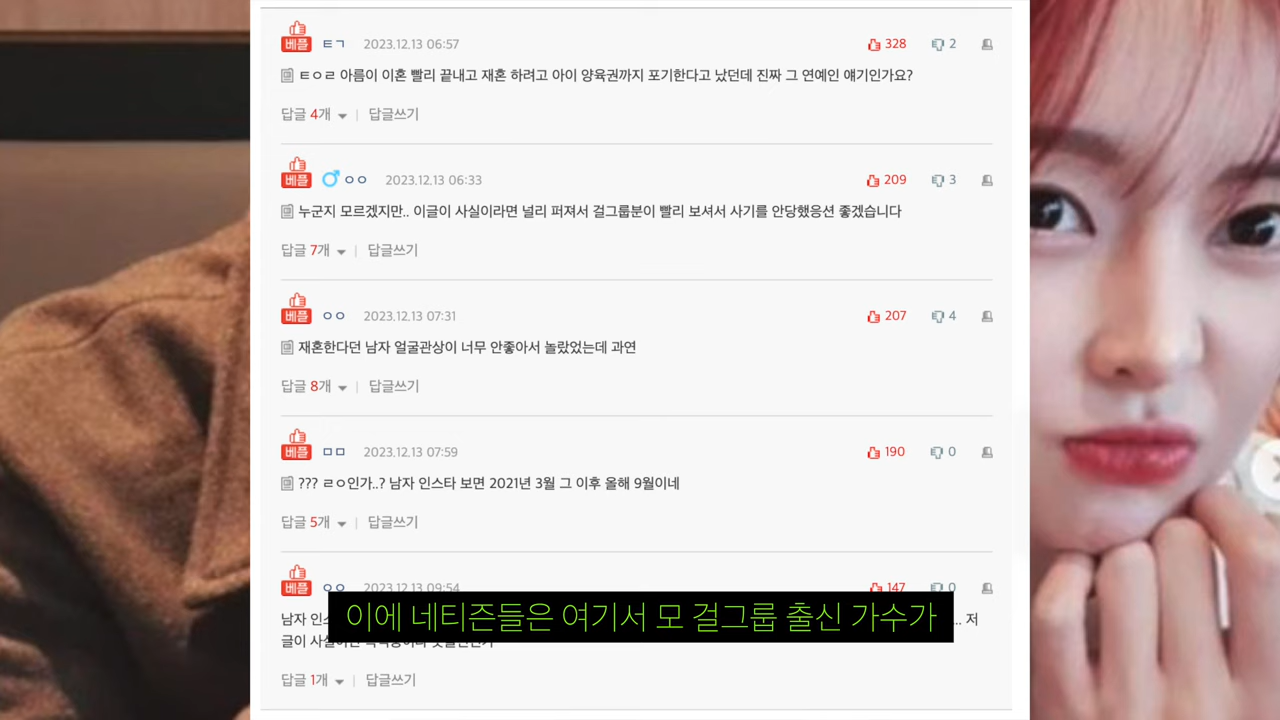 베플 ㅌㄱ 2023.12.13 06:57 328 2
ㅌㅇㄹ 아름이 이혼 빨리 끝내고 재혼 하려고 아이 양육권까지 포기한다고 났던데 진짜 그 연예인 얘기인가요?
답글 4개 | 답글쓰기
베플 ㅇㅇ 2023.12.13 06:33 209 3
누군지 모르겠지만.. 이글이 사실이라면 널리 퍼져서 걸그룹분이 빨리 보셔서 사기를 안당했응션 좋겠습니다
답글 7개 | 답글쓰기
베플 ㅇㅇ 2023.12.13 07:31 207 4
재혼한다던 남자 얼굴관상이 너무 안좋아서 놀랐었는데 과연
답글 8개 | 답글쓰기
베플 ㅁㅁ 2023.12.13 07:59 190 0
??? ㄹㅇ인가..? 남자 인스타 보면 2021년 3월 그 이후 올해 9월이네
답글 5개 | 답글쓰기
베플 ㅇㅇ 2023.12.13 09:54 147 0
남자 ... 저
이에 네티즌들은 여기서 모 걸그룹 출신 가수가
글이
답글 1개 | 답글쓰기